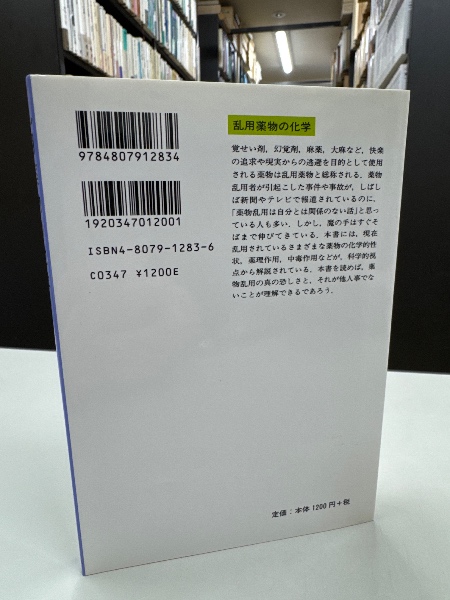 9784807912834
1920347012001
ISBN4-8079-1283-6
C0347 ¥1200E
乱用薬物の化学
覚せい剤，幻覚剤，麻薬，大麻など，快楽
の追求や現実からの逃避を目的として使用
される薬物は乱用薬物と総称される．薬物
乱用者が引起こした事件や事故が，しばし
ば新聞やテレビで報道されているのに，
「薬物乱用は自分とは関係のない話」と思っ
ている人も多い．しかし，魔の手はすぐそ
ばまで伸びてきている．本書には，現在
乱用されているさまざまな薬物の化学的性
状，薬理作用，中毒作用などが，科学的視
点から解説されている．本書を読めば，薬
物乱用の真の恐しさと，それが他人事でな
いことが理解できるであろう．
定価：本体1200円＋税